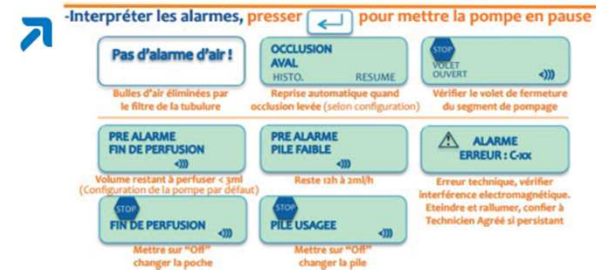 -Interpréter les alarmes, presser pour mettre la pompe en pause
Pas d'alarme d'air !
Bulles d'air éliminées par
le filtre de la tubulure
OCCLUSION
AVAL
HISTO. RESUME
Reprise automatique quand
occlusion levée (selon configuration)
STOP
VOLET
OUVERT
Vérifier le volet de fermeture
du segment de pompage
PRE ALARME
FIN DE PERFUSION
Volume restant à perfuser < 3ml
(Configuration de la pompe par défaut)
PRE ALARME
PILE FAIBLE
Reste 12h à 2ml/h
ALARME
ERREUR : C-xx
Erreur technique, vérifier
interférence electromagnétique.
Eteindre et rallumer, confier à
Technicien Agréé si persistant
STOP
FIN DE PERFUSION
Mettre sur "Off"
changer la poche
STOP
PILE USAGEE
Mettre sur "Off"
changer la pile